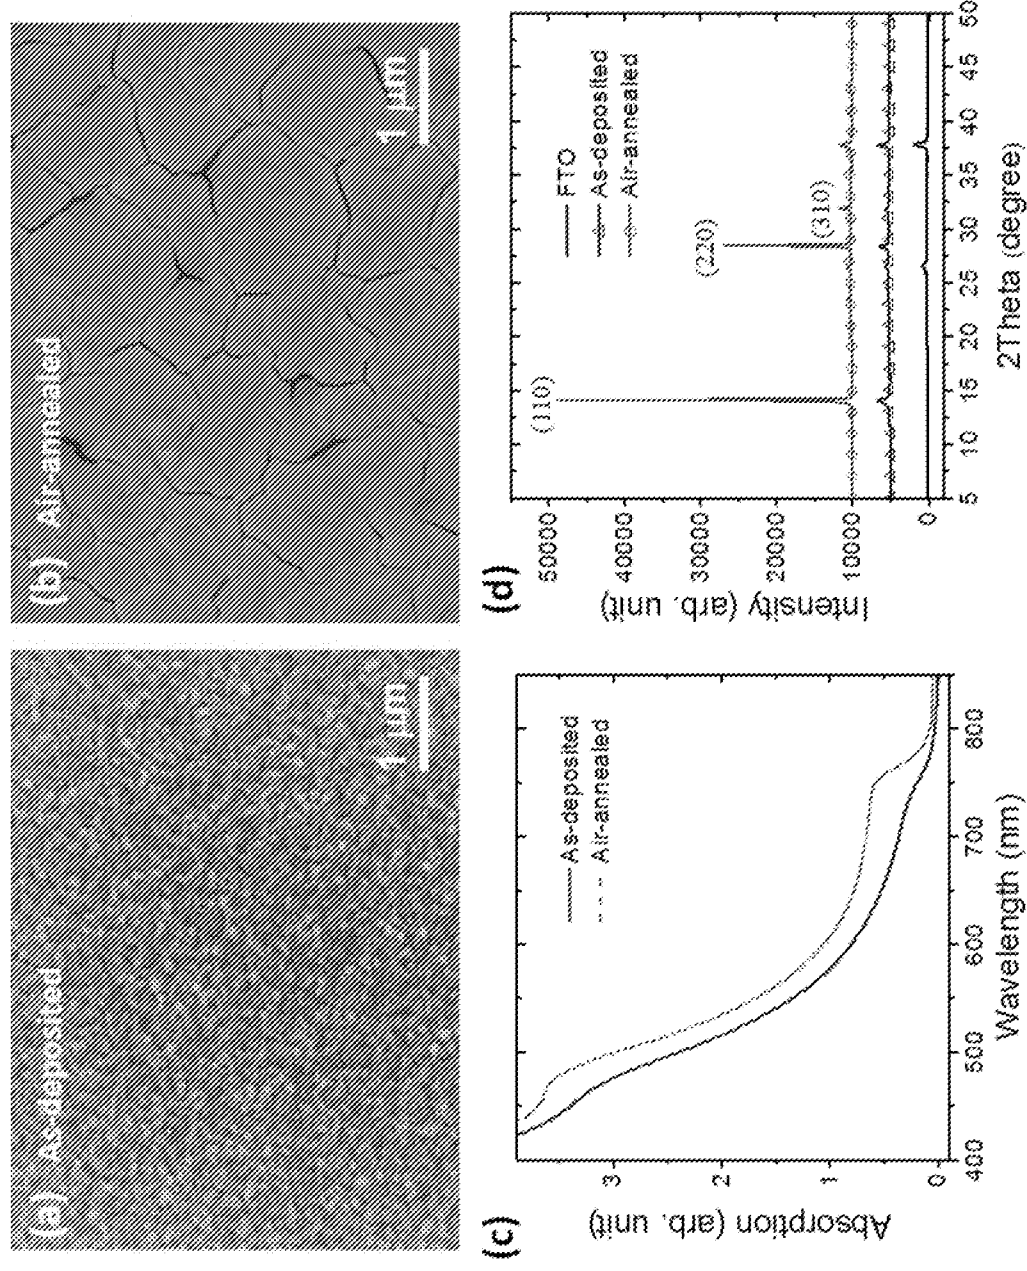 (a) As-deposited
1 µm
(b) Air-annealed
1 µm
(c)
Absorption (arb. unit)
3
2
1
0
As-deposited
Air-annealed
400 500 600 700 800
Wavelength (nm)
(d)
Intensity (arb. unit)
50000
40000
30000
20000
10000
0
(110)
(220)
(310)
FTO
As-deposited
Air-annealed
5 10 15 20 25 30 35 40 45 50
2Theta (degree)